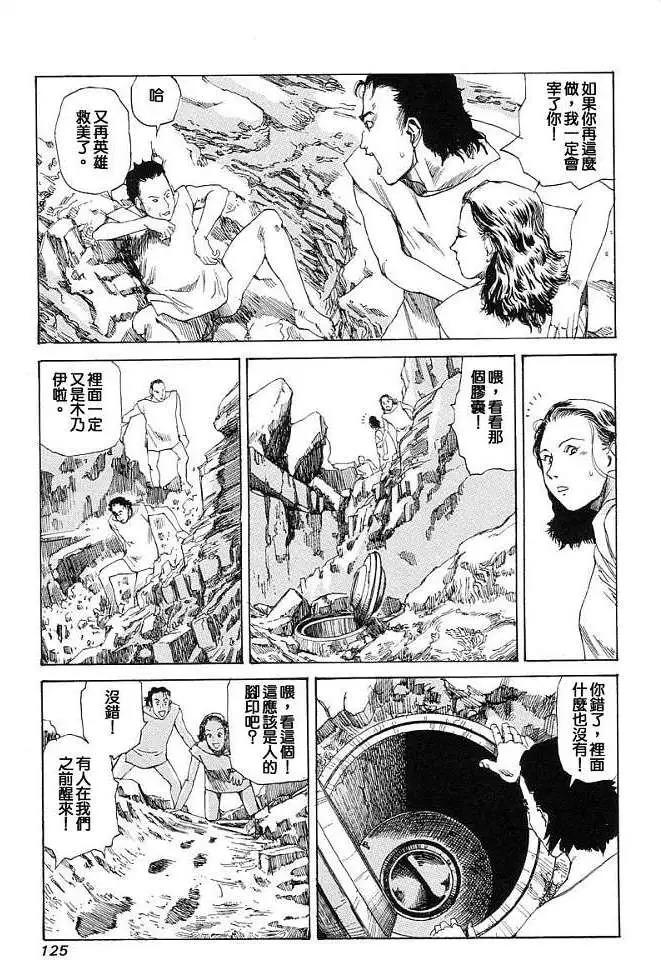 如果你再這麼
做，我一定會
宰了你！
哈
又再英雄
救美了。
喂，看看那
個膠囊！
裡面一定
又是木乃
伊啦。
你錯了，裡面
什麼也沒有！
喂，看這個！
這應該是人的
腳印吧？
沒錯！
有人在我們
之前醒來！
125